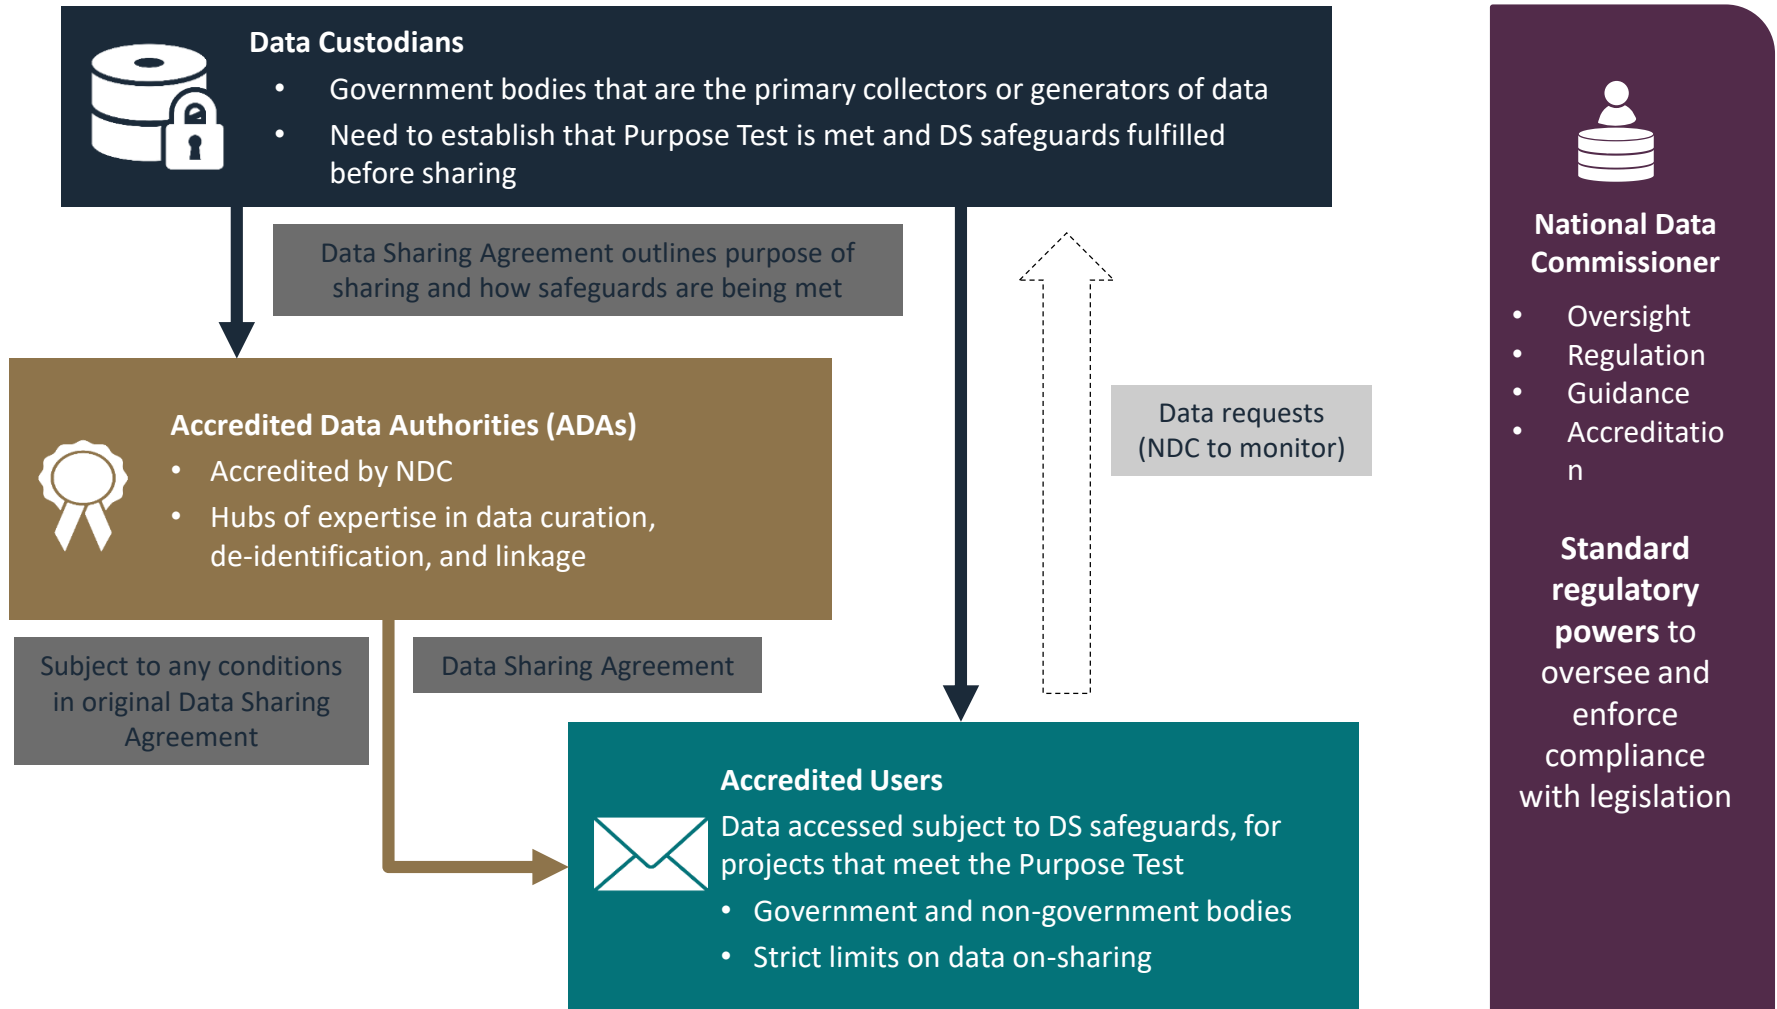 Data Custodians
• Government bodies that are the primary collectors or generators of data
• Need to establish that Purpose Test is met and DS safeguards fulfilled
before sharing
Data Sharing Agreement outlines purpose of
sharing and how safeguards are being met
Accredited Data Authorities (ADAs)
• Accredited by NDC
• Hubs of expertise in data curation,
de-identification, and linkage
Data requests
(NDC to monitor)
Subject to any conditions
in original Data Sharing
Agreement
Data Sharing Agreement
Accredited Users
Data accessed subject to DS safeguards, for
projects that meet the Purpose Test
• Government and non-government bodies
• Strict limits on data on-sharing
National Data
Commissioner
• Oversight
• Regulation
• Guidance
• Accreditatio
n
Standard
regulatory
powers to
oversee and
enforce
compliance
with legislation